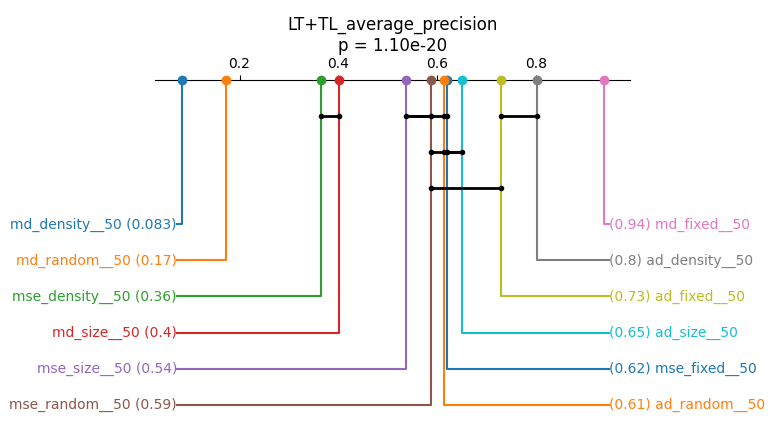 LT+TL_average_precision
p = 1.10e-20
0.2 0.4 0.6 0.8
md_density__50 (0.083)
(0.94) md_fixed__50
md_random__50 (0.17)
(0.8) ad_density__50
mse_density__50 (0.36)
(0.73) ad_fixed__50
md_size__50 (0.4)
(0.65) ad_size__50
mse_size__50 (0.54)
(0.62) mse_fixed__50
mse_random__50 (0.59)
(0.61) ad_random__50